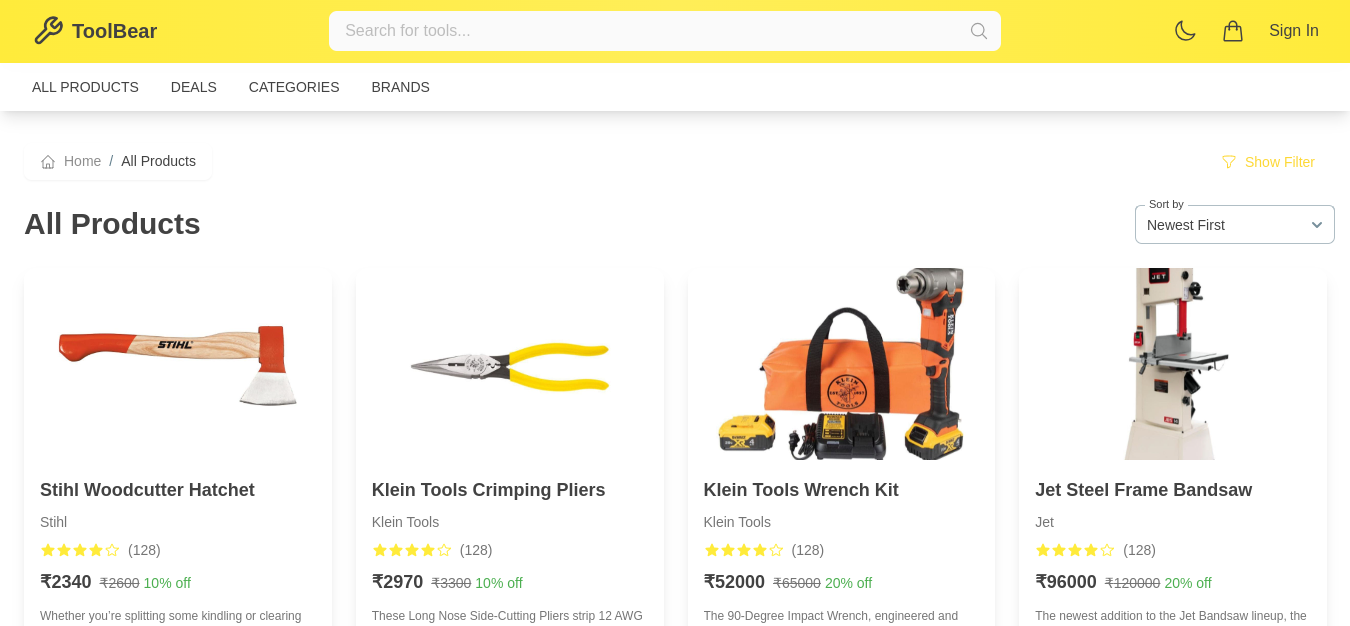 ToolBear
Search for tools...
Sign In
ALL PRODUCTS
DEALS
CATEGORIES
BRANDS
Home / All Products
Show Filter
All Products
Sort by
Newest First
STIHL
KLEIN
TOOLS
JET
Stihl Woodcutter Hatchet
Stihl
(128)
₹2340 ₹2600 10% off
Whether you’re splitting some kindling or clearing
Klein Tools Crimping Pliers
Klein Tools
(128)
₹2970 ₹3300 10% off
These Long Nose Side-Cutting Pliers strip 12 AWG
Klein Tools Wrench Kit
Klein Tools
(128)
₹52000 ₹65000 20% off
The 90-Degree Impact Wrench, engineered and
Jet Steel Frame Bandsaw
Jet
(128)
₹96000 ₹120000 20% off
The newest addition to the Jet Bandsaw lineup, the